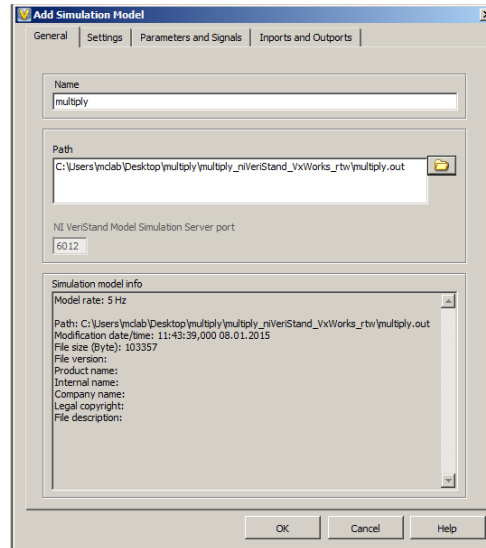 Add Simulation Model
General Settings Parameters and Signals Inports and Outports
Name
multiply
Path
C:\Users\mclab\Desktop\multiply\multiply_niVeriStand_VxWorks_rtw\multiply.out
NI VeriStand Model Simulation Server port
6012
Simulation model info
Model rate: 5 Hz
Path: C:\Users\mclab\Desktop\multiply\multiply_niVeriStand_VxWorks_rtw\multiply.out
Modification date/time: 11:43:39,000 08.01.2015
File size (Byte): 103357
File version:
Product name:
Internal name:
Company name:
Legal copyright:
File description:
OK Cancel Help